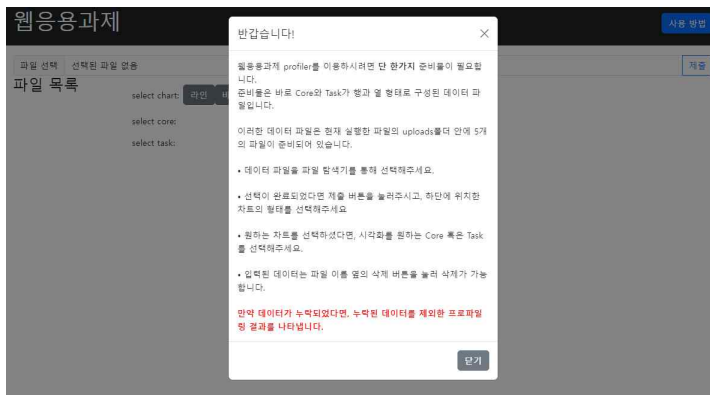 웹응용과제
사용 방법
파일 선택 선택된 파일 없음
제출
파일 목록
select chart: 라인
select core:
select task:
반갑습니다!
웹응용과제 profiler를 이용하시려면 단 한가지 준비물이 필요합
니다.
준비물은 바로 Core와 Task가 행과 열 형태로 구성된 데이터 파
일입니다.
이러한 데이터 파일은 현재 실행한 파일의 uploads폴더 안에 5개
의 파일이 준비되어 있습니다.
• 데이터 파일을 파일 탐색기를 통해 선택해주세요.
• 선택이 완료되었다면 제출 버튼을 눌러주시고, 하단에 위치한
차트의 형태를 선택해주세요
• 원하는 차트를 선택하셨다면, 시각화를 원하는 Core 혹은 Task
를 선택해주세요.
• 입력된 데이터는 파일 이름 옆의 삭제 버튼을 눌러 삭제가 가능
합니다.
만약 데이터가 누락되었다면, 누락된 데이터를 제외한 프로파일
링 결과를 나타냅니다.
닫기